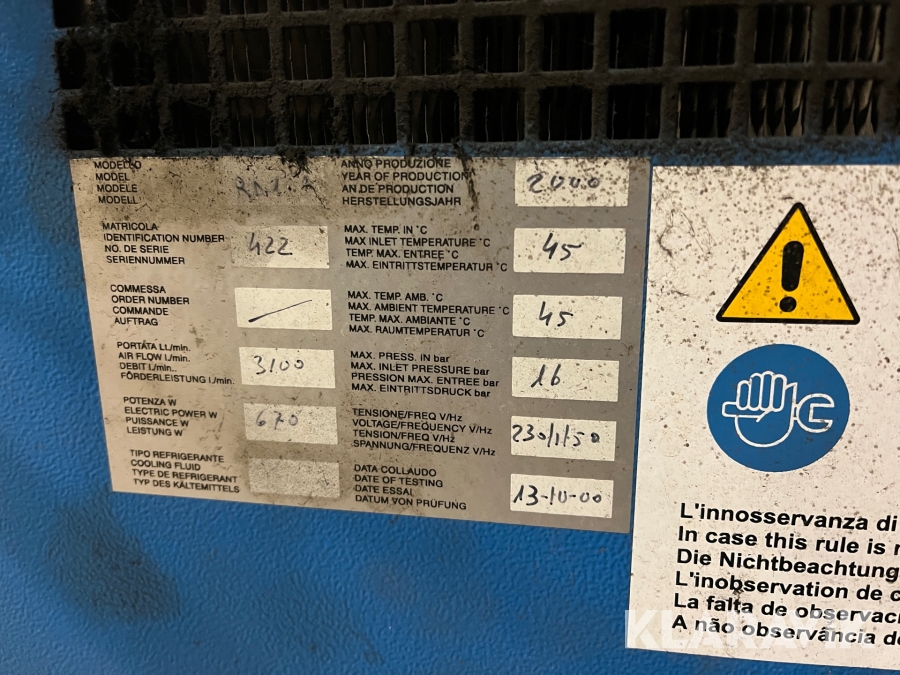 MODELLO
MODEL
MODELE
MODELL
ANNO PRODUZIONE
YEAR OF PRODUCTION
AN.DE PRODUCTION
HERSTELLUNGSJAHR
2000
MATRICOLA
IDENTIFICATION NUMBER
NO. DE SERIE
SERIENNUMMER
422
MAX. TEMP. IN °C
MAX INLET TEMPERATURE °C
TEMP. MAX. ENTREE °C
MAX. EINTRITTSTEMPERATUR °C
45
COMMESSA
ORDER NUMBER
COMMANDE
AUFTRAG
MAX. TEMP. AMB. °C
MAX. AMBIENT TEMPERATURE °C
TEMP. MAX. AMBIANTE °C
MAX. RAUMTEMPERATUR °C
45
PORTÁTA Ll./min.
AIR FLOW l./min.
DEBIT l./min..
FÖRDERLEISTUNG l./min.
3100
MAX. PRESS. IN bar
MAX. INLET PRESSURE bar
PRESSION MAX. ENTREE bar
MAX. EINTRITTSDRUCK bar
16
POTENZA W
ELECTRIC POWER W
PUISSANCE W
LEISTUNG W
670
TENSIONE/FREQ V/Hz
VOLTAGE/FREQUENCY V/Hz
TENSION/FREQ V/Hz
SPANNUNG/FREQUENZ V/Hz
230/1/50
TIPO REFRIGERANTE
COOLING FLUID
TYPE DE REFRIGERANT
TYP DES KÄLTEMITTELS
DATA COLLAUDO
DATE OF TESTING
DATE ESSAI
DATUM VON PRÜFUNG
13-10-00
L'innosservanza di
In case this rule is
Die Nichtbeachtung
L'inobservation de
La falta de
A não observância